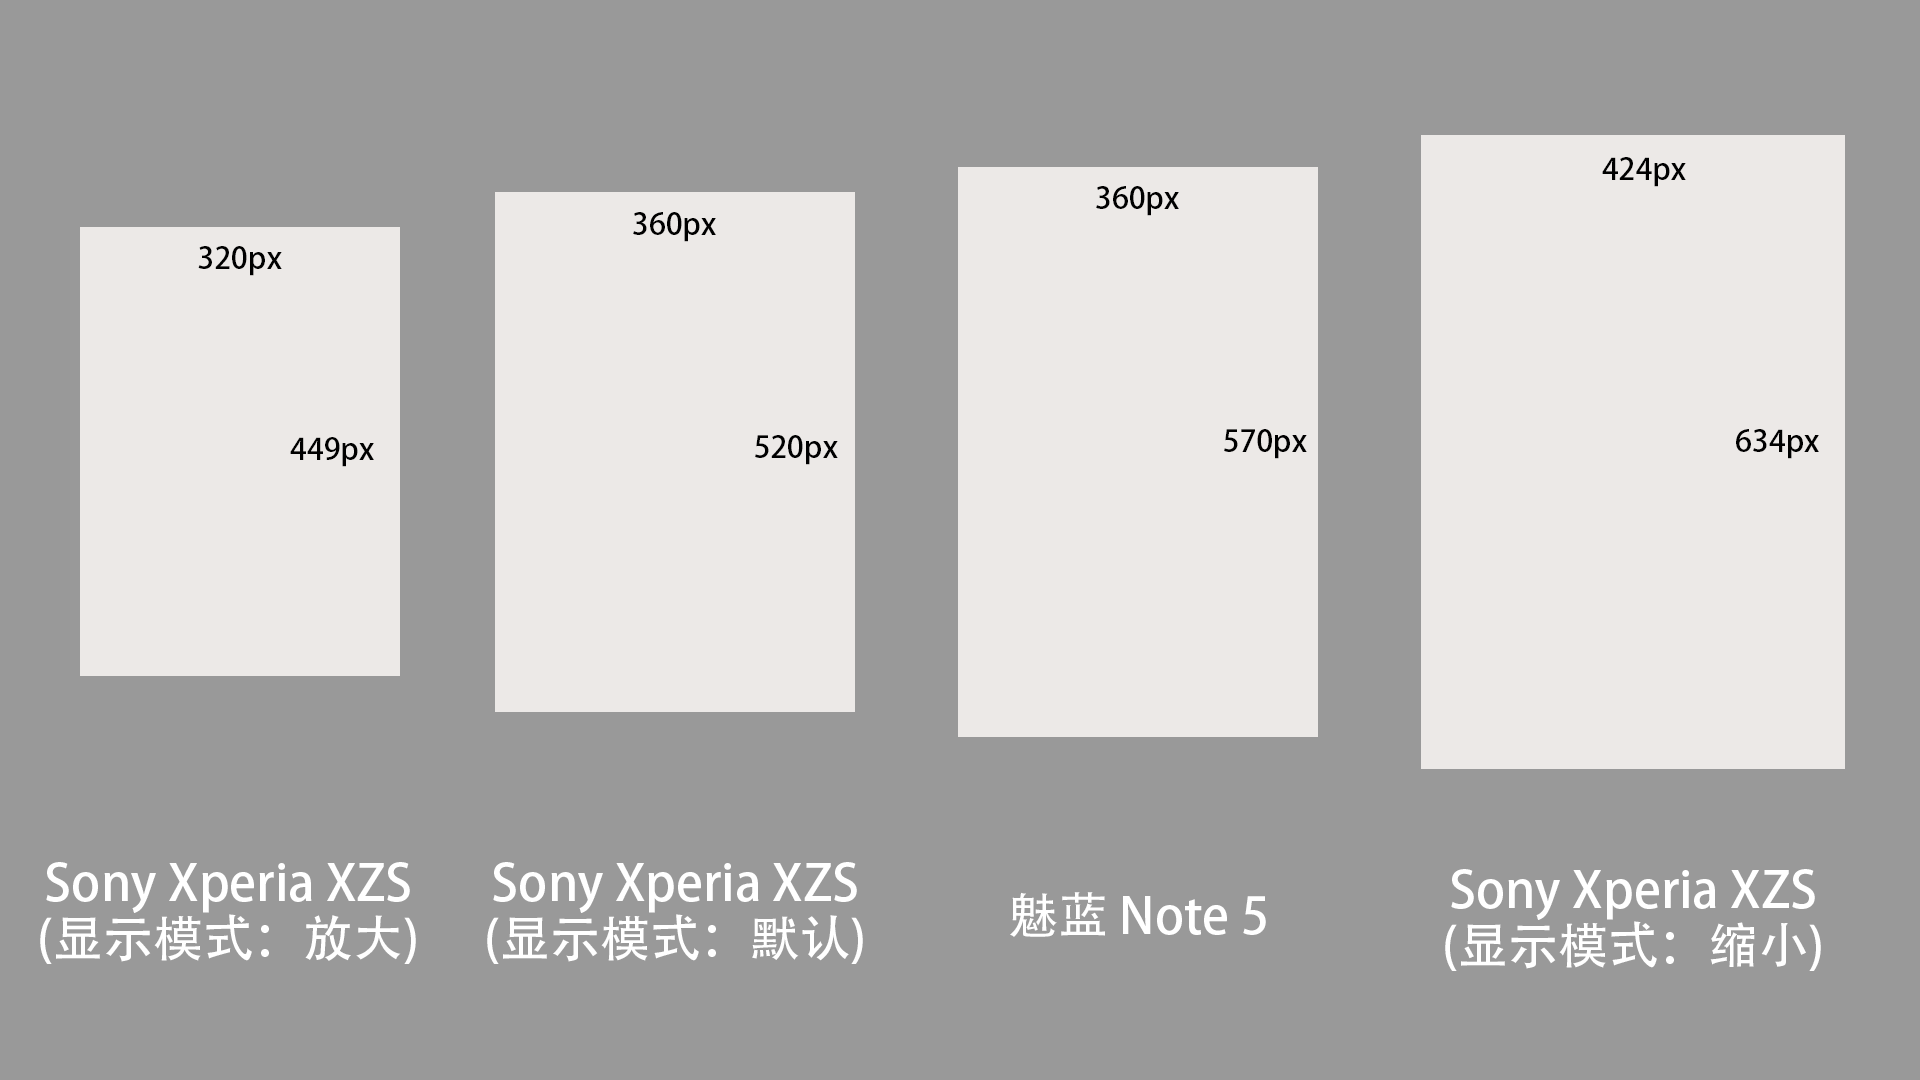 320px
449px
Sony Xperia XZS
(显示模式：放大)
360px
520px
Sony Xperia XZS
(显示模式：默认)
360px
570px
魅蓝 Note 5
424px
634px
Sony Xperia XZS
(显示模式：缩小)